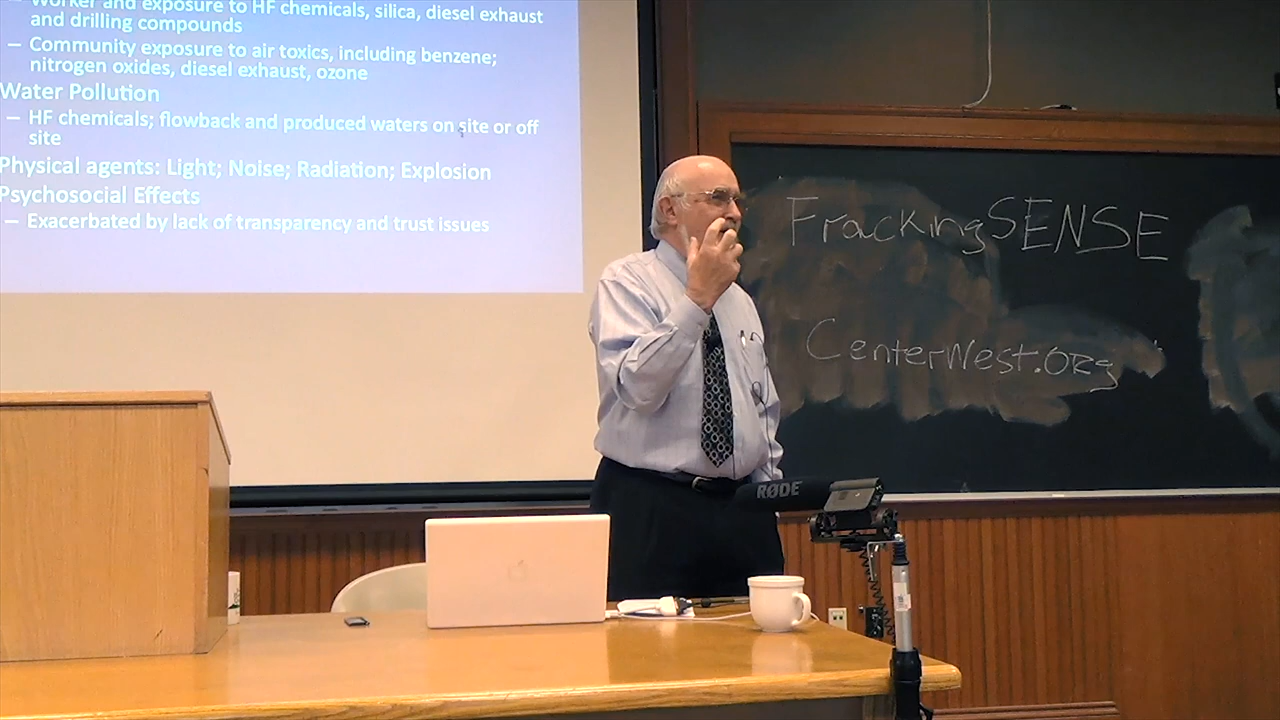 – Worker and exposure to HF chemicals, silica, diesel exhaust
and drilling compounds
– Community exposure to air toxics, including benzene;
nitrogen oxides, diesel exhaust, ozone
Water Pollution
– HF chemicals; flowback and produced waters on site or off
site
Physical agents: Light; Noise; Radiation; Explosion
Psychosocial Effects
– Exacerbated by lack of transparency and trust issues
FrackingSENSE
CenterWest.ORg
RØDE